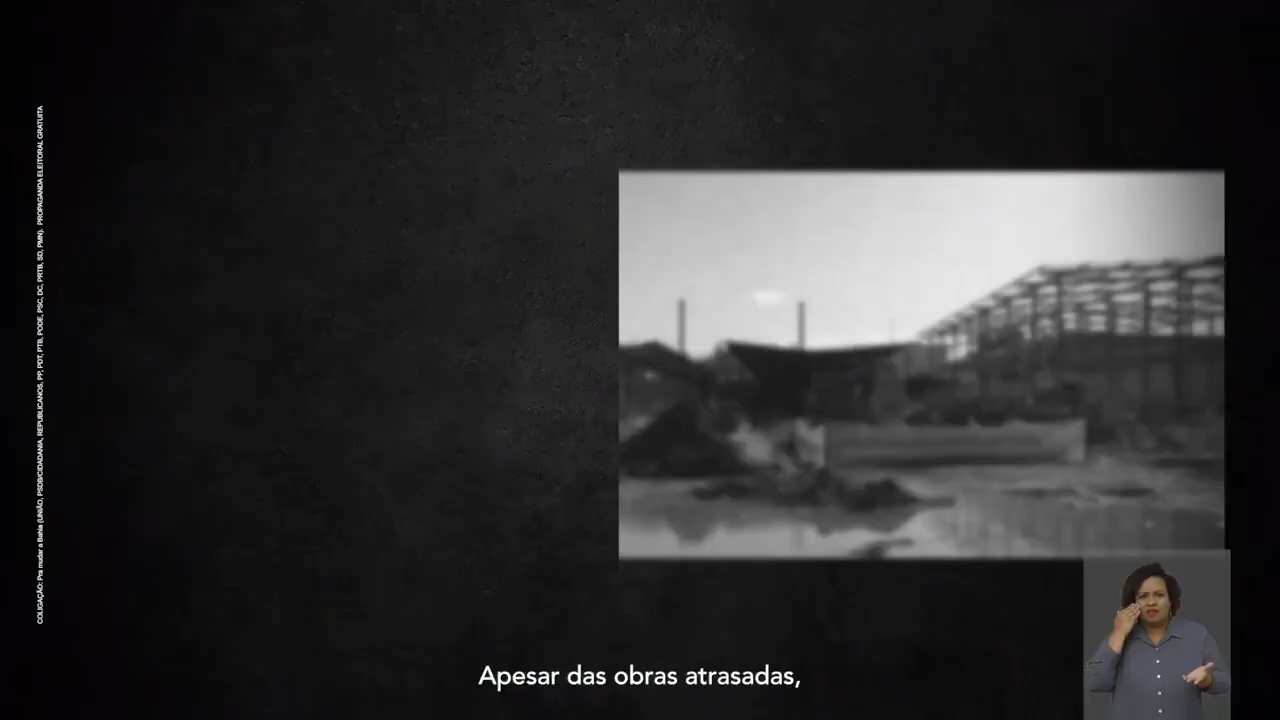 COLIGAÇÃO: Pra mudar a Bahia (UNIÃO, PSDB/CIDADANIA, REPUBLICANOS, PP, PDT, PTB, PODE, PSC, DC, PRTB, SD, PMN). PROPAGANDA ELEITORAL GRATUITA
Apesar das obras atrasadas,